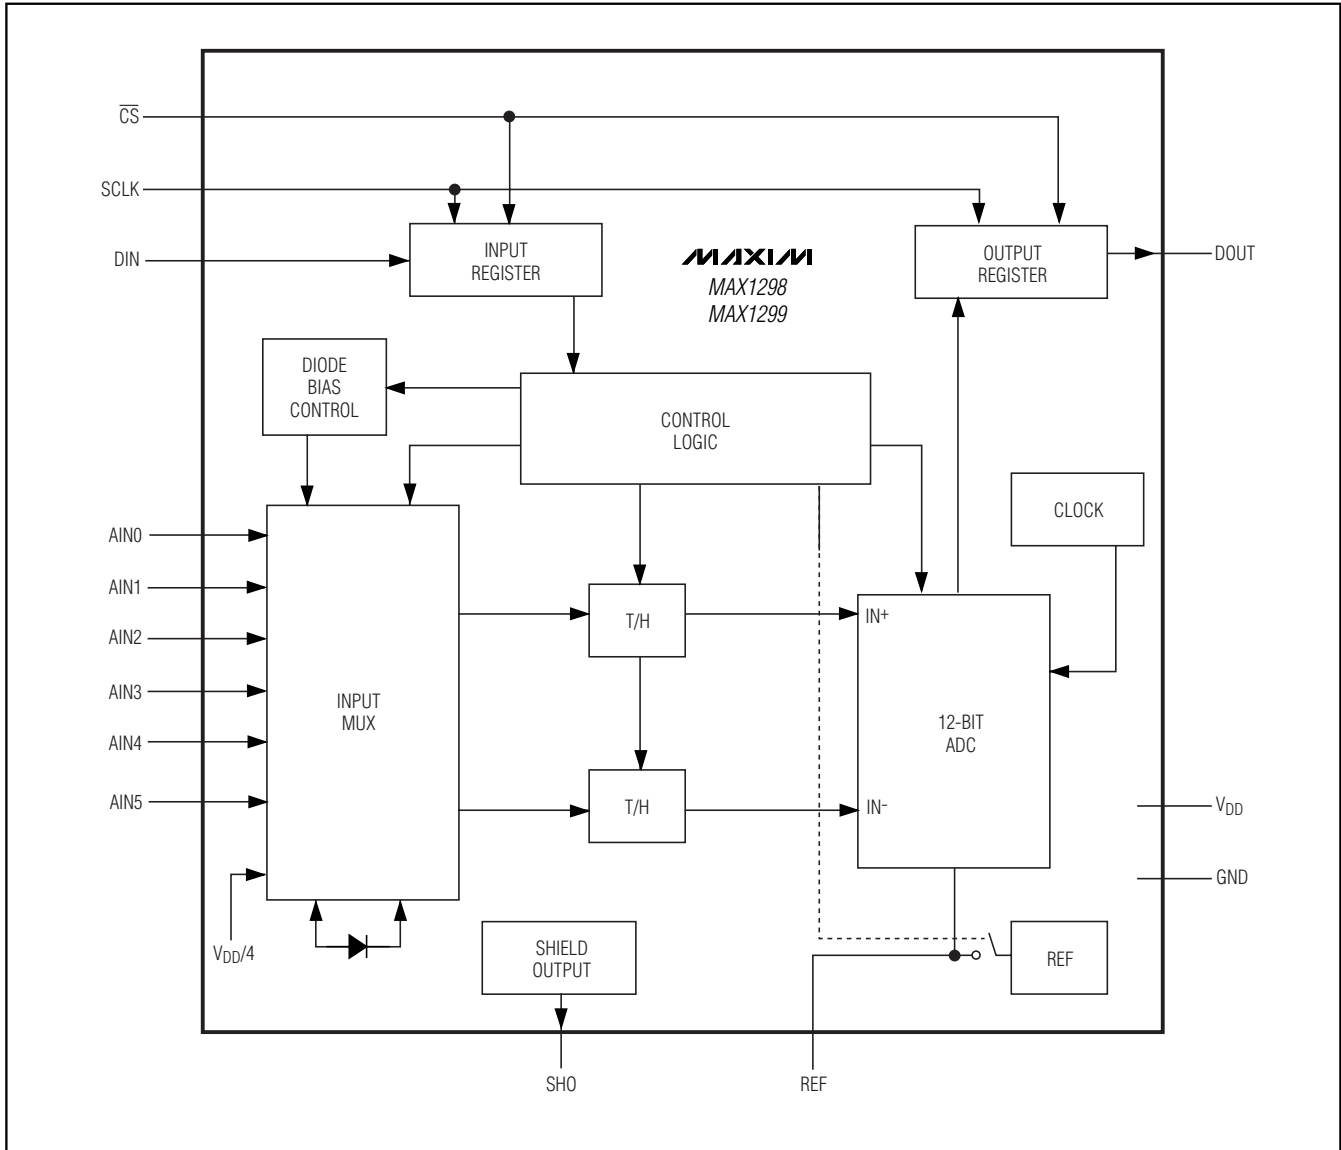 CS
SCLK
DIN
INPUT
REGISTER
MAXIM
MAX1298
MAX1299
OUTPUT
REGISTER
DOUT
DIODE
BIAS
CONTROL
CONTROL
LOGIC
CLOCK
AIN0
AIN1
AIN2
AIN3
AIN4
AIN5
VDD/4
INPUT
MUX
T/H
T/H
IN+
12-BIT
ADC
IN-
VDD
GND
SHIELD
OUTPUT
REF
SHO
REF